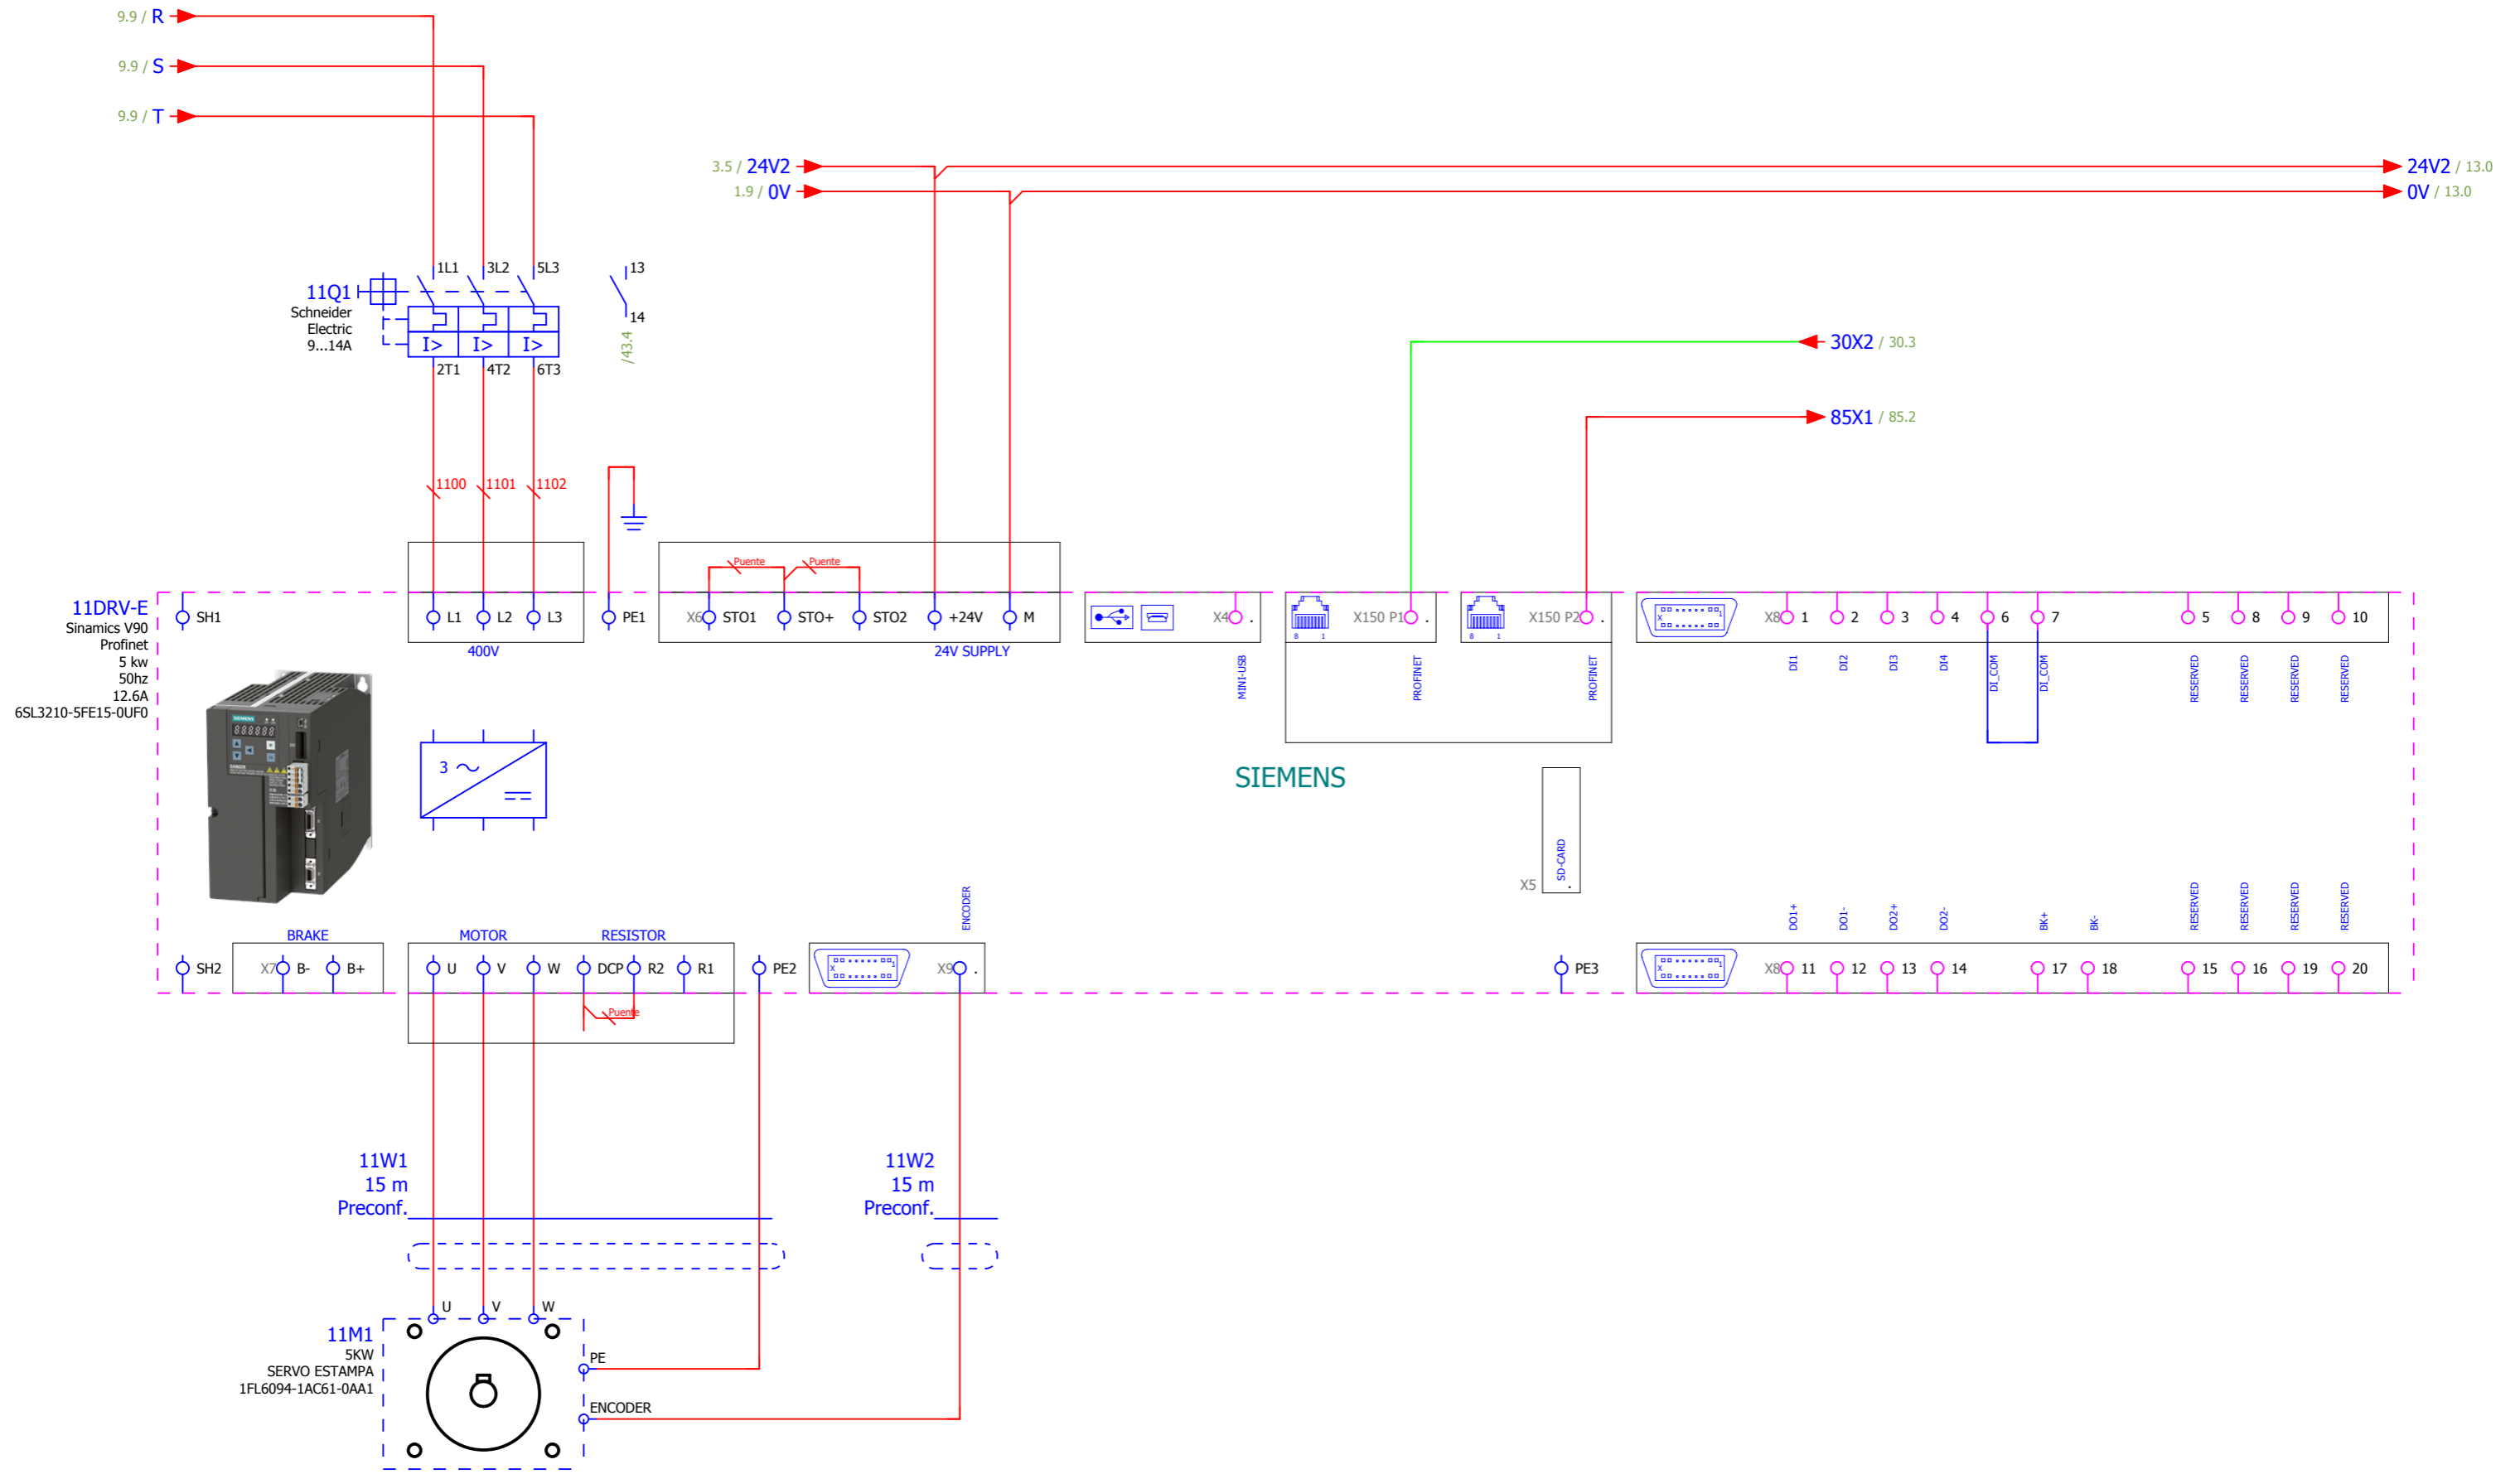 9.9 / R
9.9 / S
9.9 / T
3.5 / 24V2
24V2 / 13.0
1.9 / 0V
0V / 13.0
11Q1
Schneider
Electric
9...14A
1L1 3L2 5L3
13
14
/43.4
I> I> I>
2T1 4T2 6T3
30X2 / 30.3
85X1 / 85.2
1100 1101 1102
Puente Puente
11DRV-E
Sinamics V90
Profinet
5 kw
50hz
12.6A
6SL3210-5FE15-0UF0
SH1
L1 L2 L3
400V
PE1
X6 STO1 STO+ STO2 +24V M
24V SUPPLY
X4 .
MINI-USB
8 1
X150 P1 .
PROFINET
8 1
X150 P2 .
PROFINET
X 1
X8 1 2 3 4 6 7 5 8 9 10
DI1 DI2 DI3 DI4 DI_COM DI_COM RESERVED RESERVED RESERVED RESERVED
SIEMENS
3
SIEMENS
X5 SD-CARD .
DO1+ DO1- DO2+ DO2- BK+ BK- RESERVED RESERVED RESERVED RESERVED
SH2
BRAKE
X7 B- B+
MOTOR RESISTOR
U V W DCP R2 R1
Puente
PE2
ENCODER
X 1
X9 .
PE3
X 1
X8 11 12 13 14 17 18 15 16 19 20
11W1
15 m
Preconf.
11W2
15 m
Preconf.
U V W
11M1
5KW
SERVO ESTAMPA
1FL6094-1AC61-0AA1
PE
ENCODER